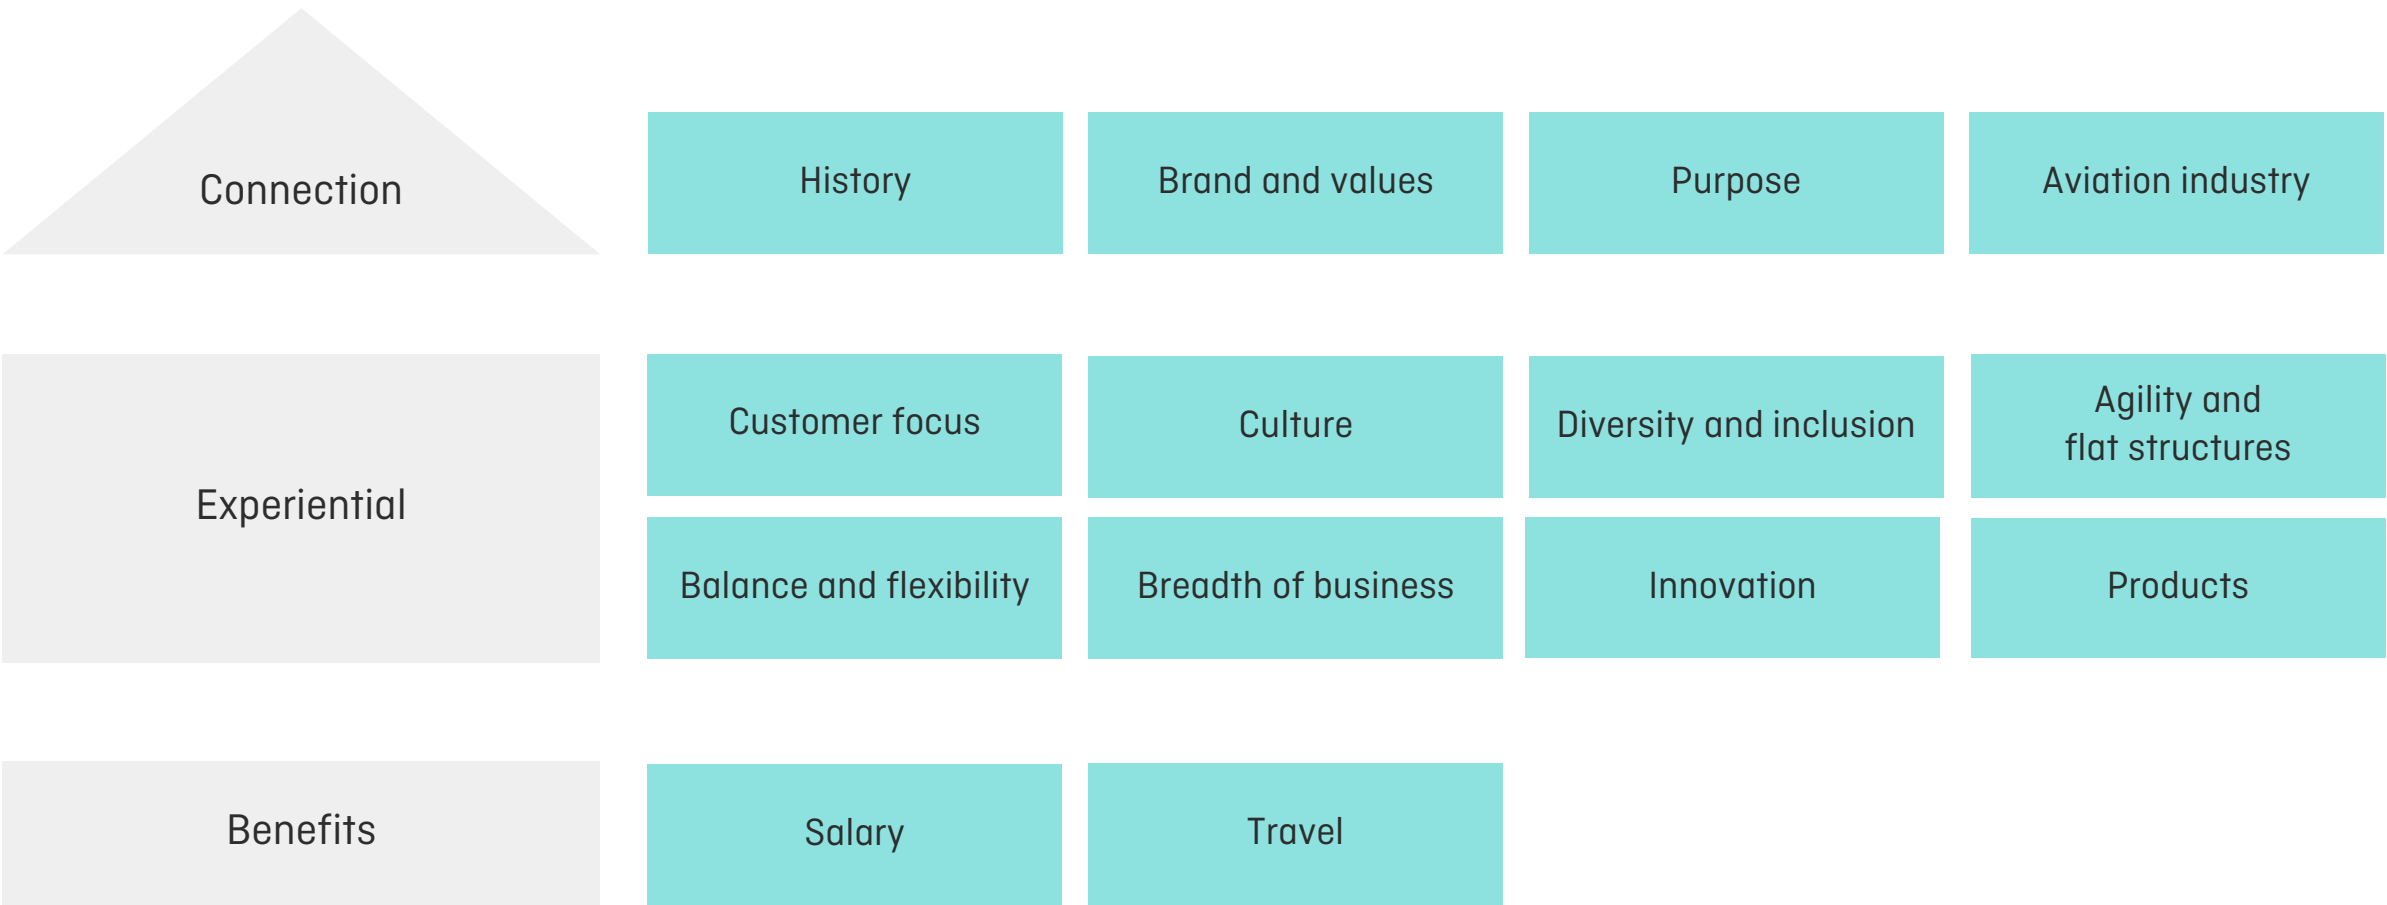 Connection
History
Brand and values
Purpose
Aviation industry
Experiential
Customer focus
Culture
Diversity and inclusion
Agility and
flat structures
Balance and flexibility
Breadth of business
Innovation
Products
Benefits
Salary
Travel